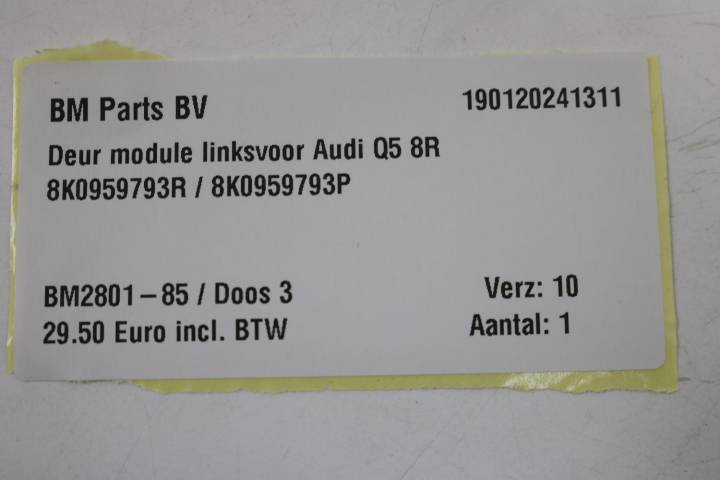 BM Parts BV 190120241311
Deur module linksvoor Audi Q5 8R
8K0959793R / 8K0959793P
BM2801-85 / Doos 3 Verz: 10
29.50 Euro incl. BTW Aantal: 1